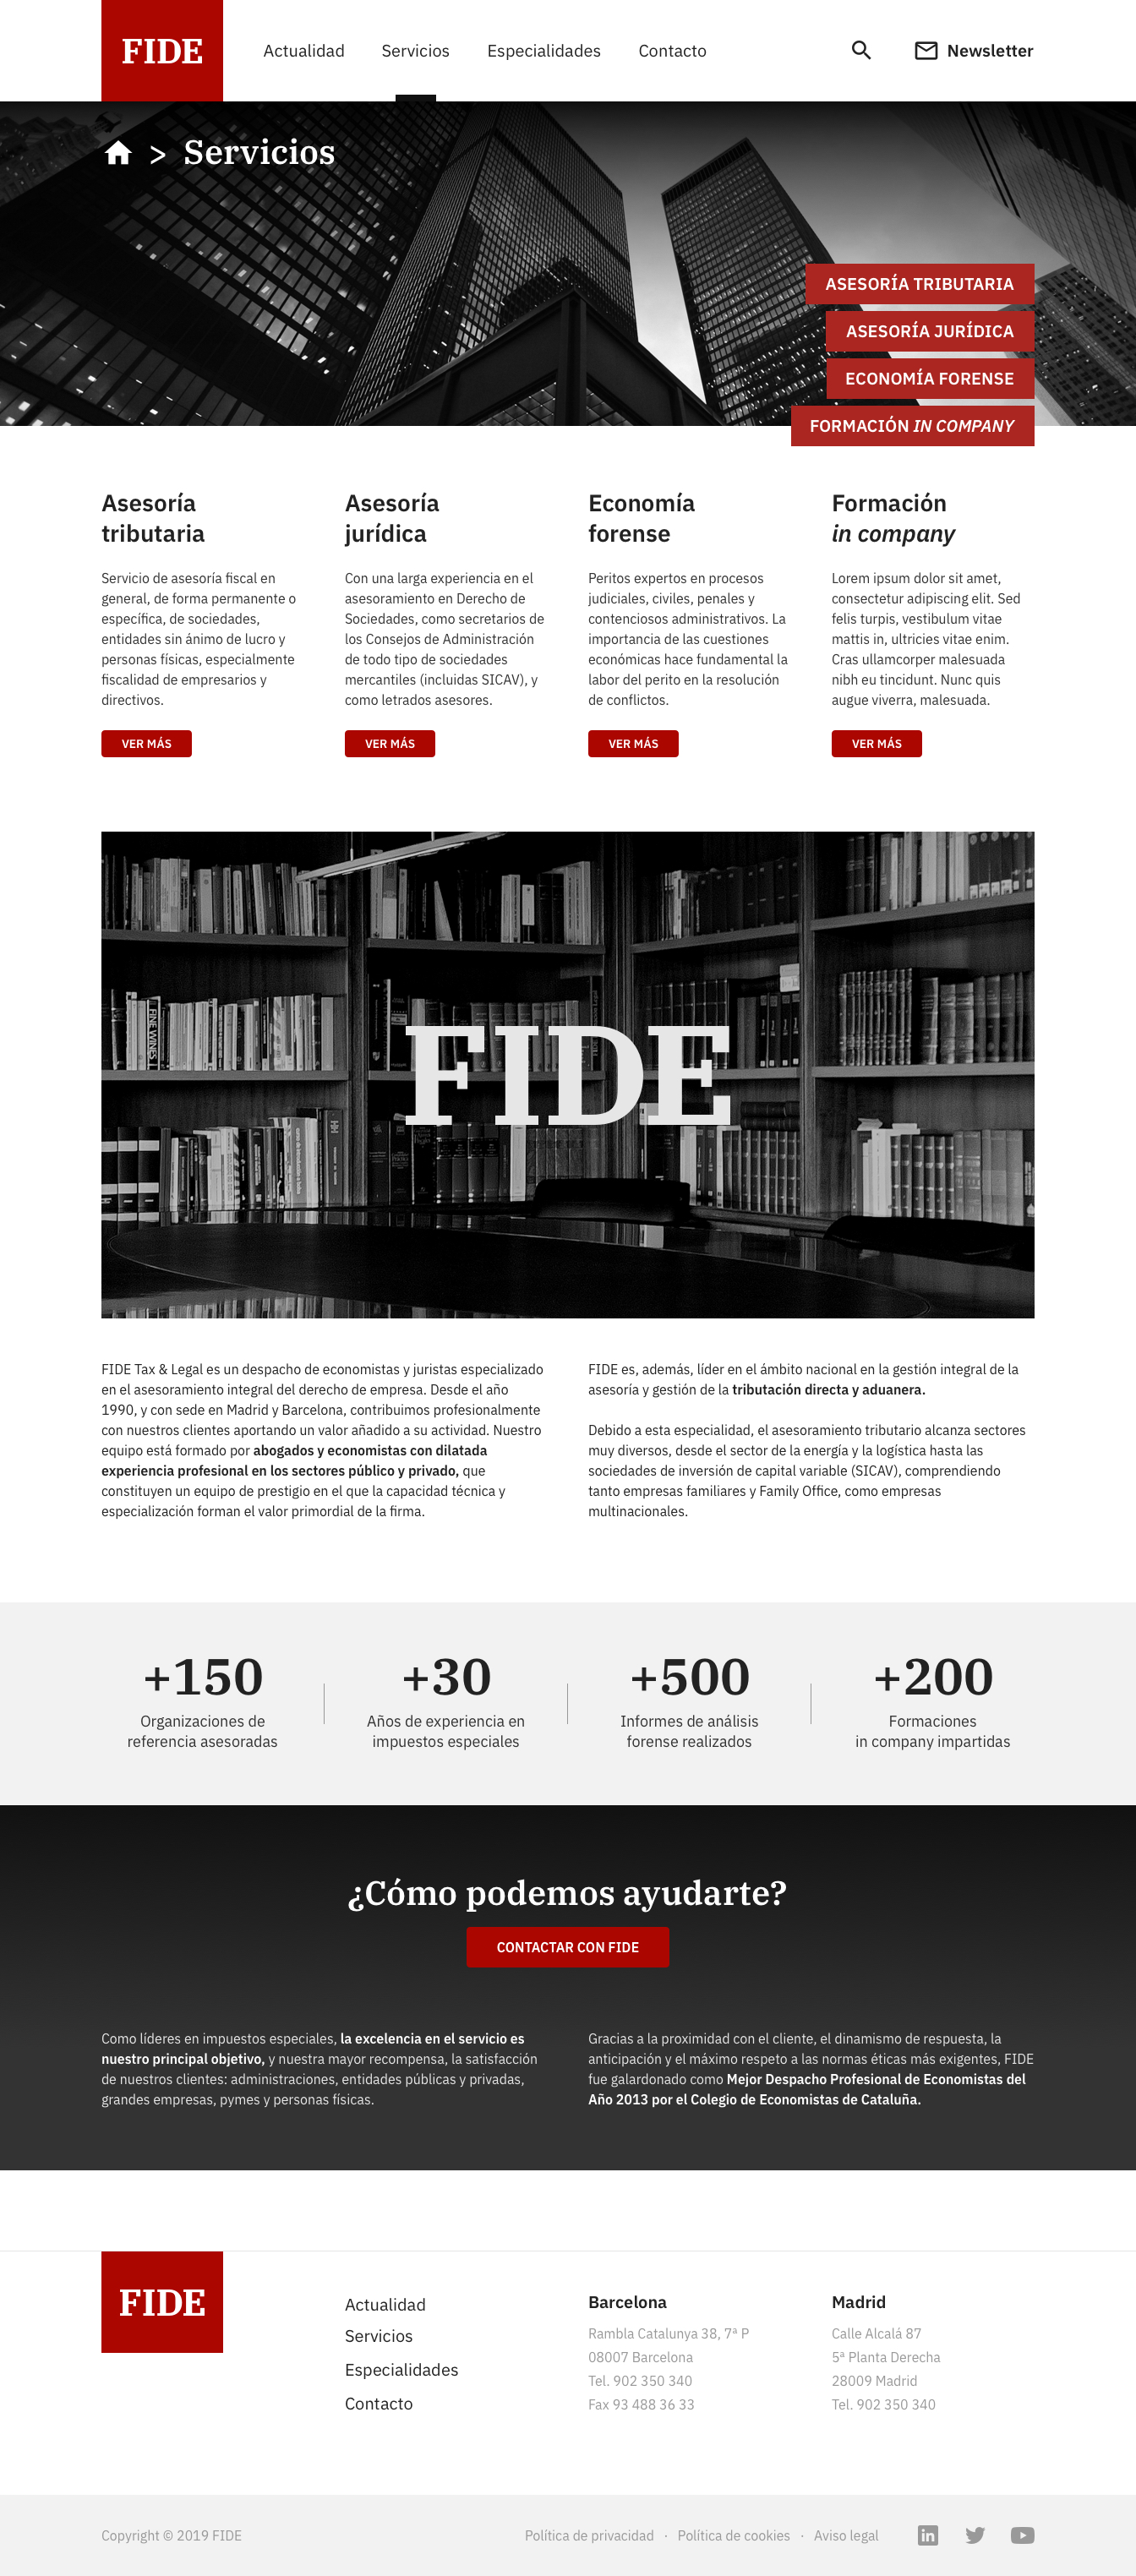 FIDE
Actualidad
Servicios
Especialidades
Contacto
Newsletter
> Servicios
ASESORÍA TRIBUTARIA
ASESORÍA JURÍDICA
ECONOMÍA FORENSE
FORMACIÓN IN COMPANY
Asesoría
tributaria
Servicio de asesoría fiscal en
general, de forma permanente o
específica, de sociedades,
entidades sin ánimo de lucro y
personas físicas, especialmente
fiscalidad de empresarios y
directivos.
VER MÁS
Asesoría
jurídica
Con una larga experiencia en el
asesoramiento en Derecho de
Sociedades, como secretarios de
los Consejos de Administración
de todo tipo de sociedades
mercantiles (incluidas SICAV), y
como letrados asesores.
VER MÁS
Economía
forense
Peritos expertos en procesos
judiciales, civiles, penales y
contenciosos administrativos. La
importancia de las cuestiones
económicas hace fundamental la
labor del perito en la resolución
de conflictos.
VER MÁS
Formación
in company
Lorem ipsum dolor sit amet,
consectetur adipiscing elit. Sed
felis turpis, vestibulum vitae
mattis in, ultricies vitae enim.
Cras ullamcorper malesuada
nibh eu tincidunt. Nunc quis
augue viverra, malesuada.
VER MÁS
FIDE
FIDE Tax & Legal es un despacho de economistas y juristas especializado
en el asesoramiento integral del derecho de empresa. Desde el año
1990, y con sede en Madrid y Barcelona, contribuimos profesionalmente
con nuestros clientes aportando un valor añadido a su actividad. Nuestro
equipo está formado por abogados y economistas con dilatada
experiencia profesional en los sectores público y privado, que
constituyen un equipo de prestigio en el que la capacidad técnica y
especialización forman el valor primordial de la firma.
FIDE es, además, líder en el ámbito nacional en la gestión integral de la
asesoría y gestión de la tributación directa y aduanera.
Debido a esta especialidad, el asesoramiento tributario alcanza sectores
muy diversos, desde el sector de la energía y la logística hasta las
sociedades de inversión de capital variable (SICAV), comprendiendo
tanto empresas familiares y Family Office, como empresas
multinacionales.
+150
Organizaciones de
referencia asesoradas
+30
Años de experiencia en
impuestos especiales
+500
Informes de análisis
forense realizados
+200
Formaciones
in company impartidas
¿Cómo podemos ayudarte?
CONTACTAR CON FIDE
Como líderes en impuestos especiales, la excelencia en el servicio es
nuestro principal objetivo, y nuestra mayor recompensa, la satisfacción
de nuestros clientes: administraciones, entidades públicas y privadas,
grandes empresas, pymes y personas físicas.
Gracias a la proximidad con el cliente, el dinamismo de respuesta, la
anticipación y el máximo respeto a las normas éticas más exigentes, FIDE
fue galardonado como Mejor Despacho Profesional de Economistas del
Año 2013 por el Colegio de Economistas de Cataluña.
FIDE
Actualidad
Servicios
Especialidades
Contacto
Barcelona
Rambla Catalunya 38, 7ª P
08007 Barcelona
Tel. 902 350 340
Fax 93 488 36 33
Madrid
Calle Alcalá 87
5ª Planta Derecha
28009 Madrid
Tel. 902 350 340
Copyright © 2019 FIDE
Política de privacidad · Política de cookies · Aviso legal